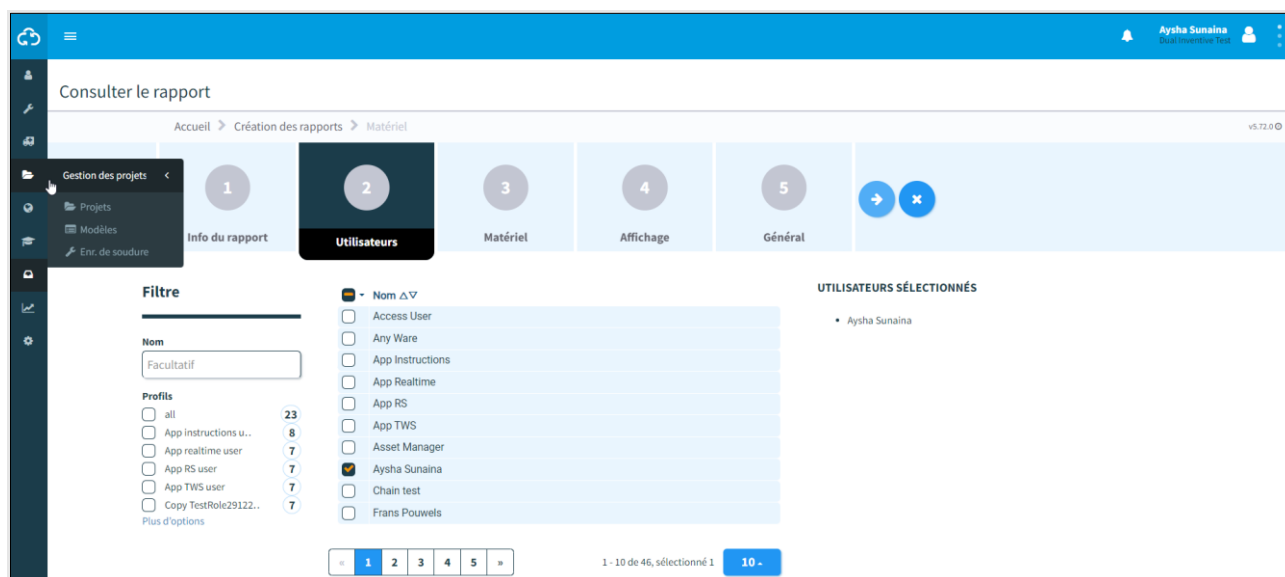 Aysha Sunaina
Dual Inventive Test
Consulter le rapport
Accueil
Création des rapports
Matériel
v5.72.0
Gestion des projets
Projets
Modèles
Enr. de soudure
1
Info du rapport
2
Utilisateurs
3
Matériel
4
Affichage
5
Général
Filtre
Nom
Facultatif
Profils
all 23
App instructions u.. 8
App realtime user 7
App RS user 7
App TWS user 7
Copy TestRole29122.. 7
Plus d'options
Nom
Access User
Any Ware
App Instructions
App Realtime
App RS
App TWS
Asset Manager
Aysha Sunaina
Chain test
Frans Pouwels
« 1 2 3 4 5 »
1 - 10 de 46, sélectionné 1
10
UTILISATEURS SÉLECTIONNÉS
• Aysha Sunaina